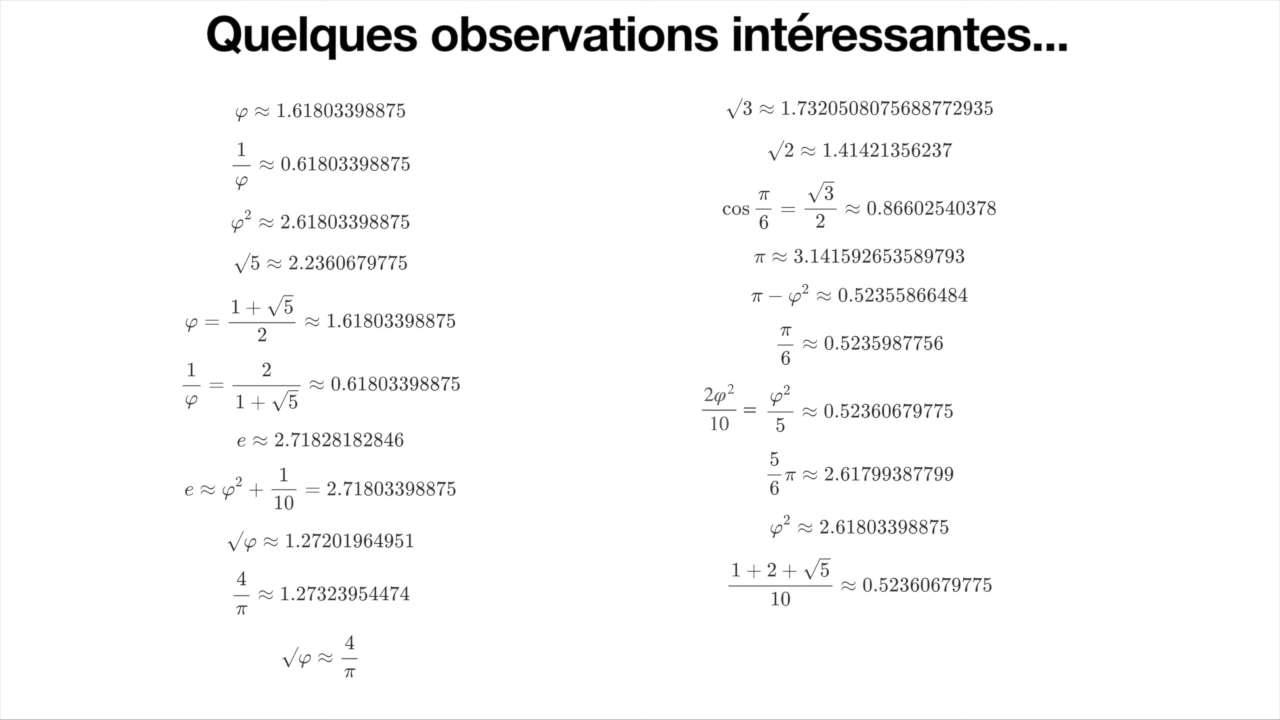 Quelques observations intéressantes...
φ ≈ 1.61803398875
1/φ ≈ 0.61803398875
φ² ≈ 2.61803398875
√5 ≈ 2.2360679775
φ = (1 + √5)/2 ≈ 1.61803398875
1/φ = 2/(1 + √5) ≈ 0.61803398875
e ≈ 2.71828182846
e ≈ φ² + 1/10 = 2.71803398875
√φ ≈ 1.27201964951
4/π ≈ 1.27323954474
√φ ≈ 4/π
√3 ≈ 1.7320508075688772935
√2 ≈ 1.41421356237
cos π/6 = √3/2 ≈ 0.86602540378
π ≈ 3.141592653589793
π − φ² ≈ 0.52355866484
π/6 ≈ 0.5235987756
2φ²/10 = φ²/5 ≈ 0.52360679775
5/6 π ≈ 2.61799387799
φ² ≈ 2.61803398875
(1 + 2 + √5)/10 ≈ 0.52360679775